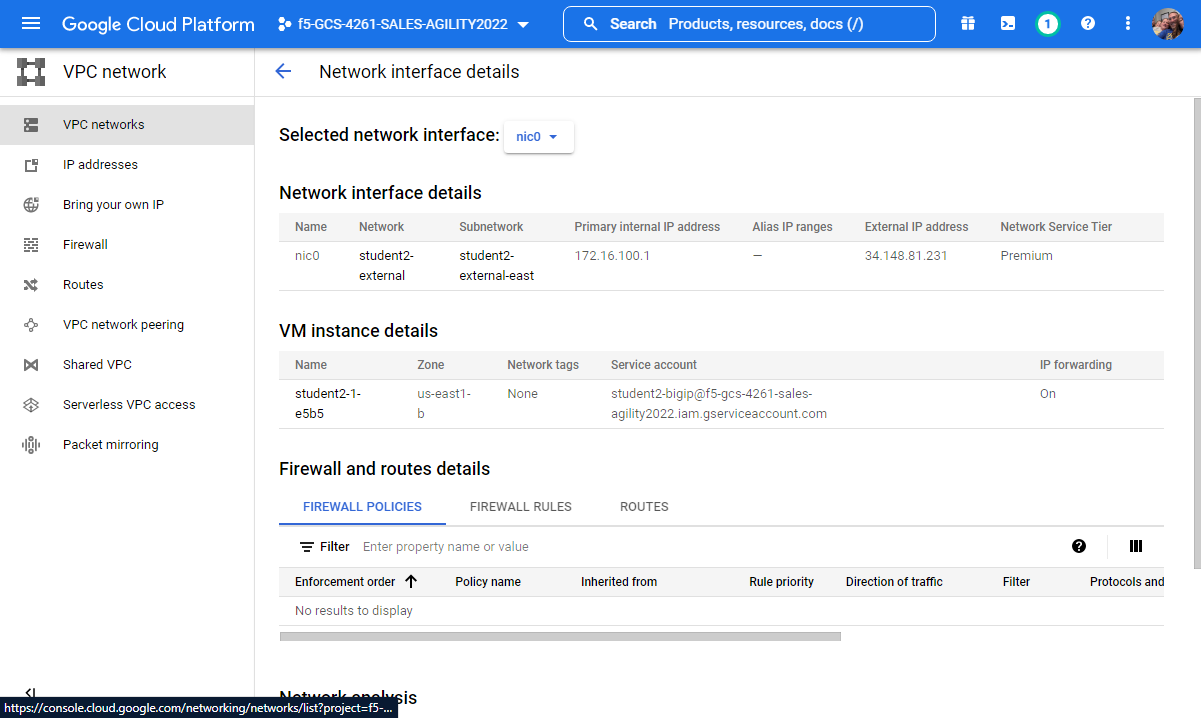 Google Cloud Platform
f5-GCS-4261-SALES-AGILITY2022
Search Products, resources, docs (/)
1
VPC network
Network interface details
VPC networks
IP addresses
Bring your own IP
Firewall
Routes
VPC network peering
Shared VPC
Serverless VPC access
Packet mirroring
Selected network interface: nic0
Network interface details
Name Network Subnetwork Primary internal IP address Alias IP ranges External IP address Network Service Tier
nic0 student2- student2- 172.16.100.1 — 34.148.81.231 Premium
external external-east
VM instance details
Name Zone Network tags Service account IP forwarding
student2-1- us-east1- None student2-bigip@f5-gcs-4261-sales- On
e5b5 b agility2022.iam.gserviceaccount.com
Firewall and routes details
FIREWALL POLICIES FIREWALL RULES ROUTES
Filter Enter property name or value
Enforcement order Policy name Inherited from Rule priority Direction of traffic Filter Protocols and
No results to display
Network analysis
https://console.cloud.google.com/networking/networks/list?project=f5-...